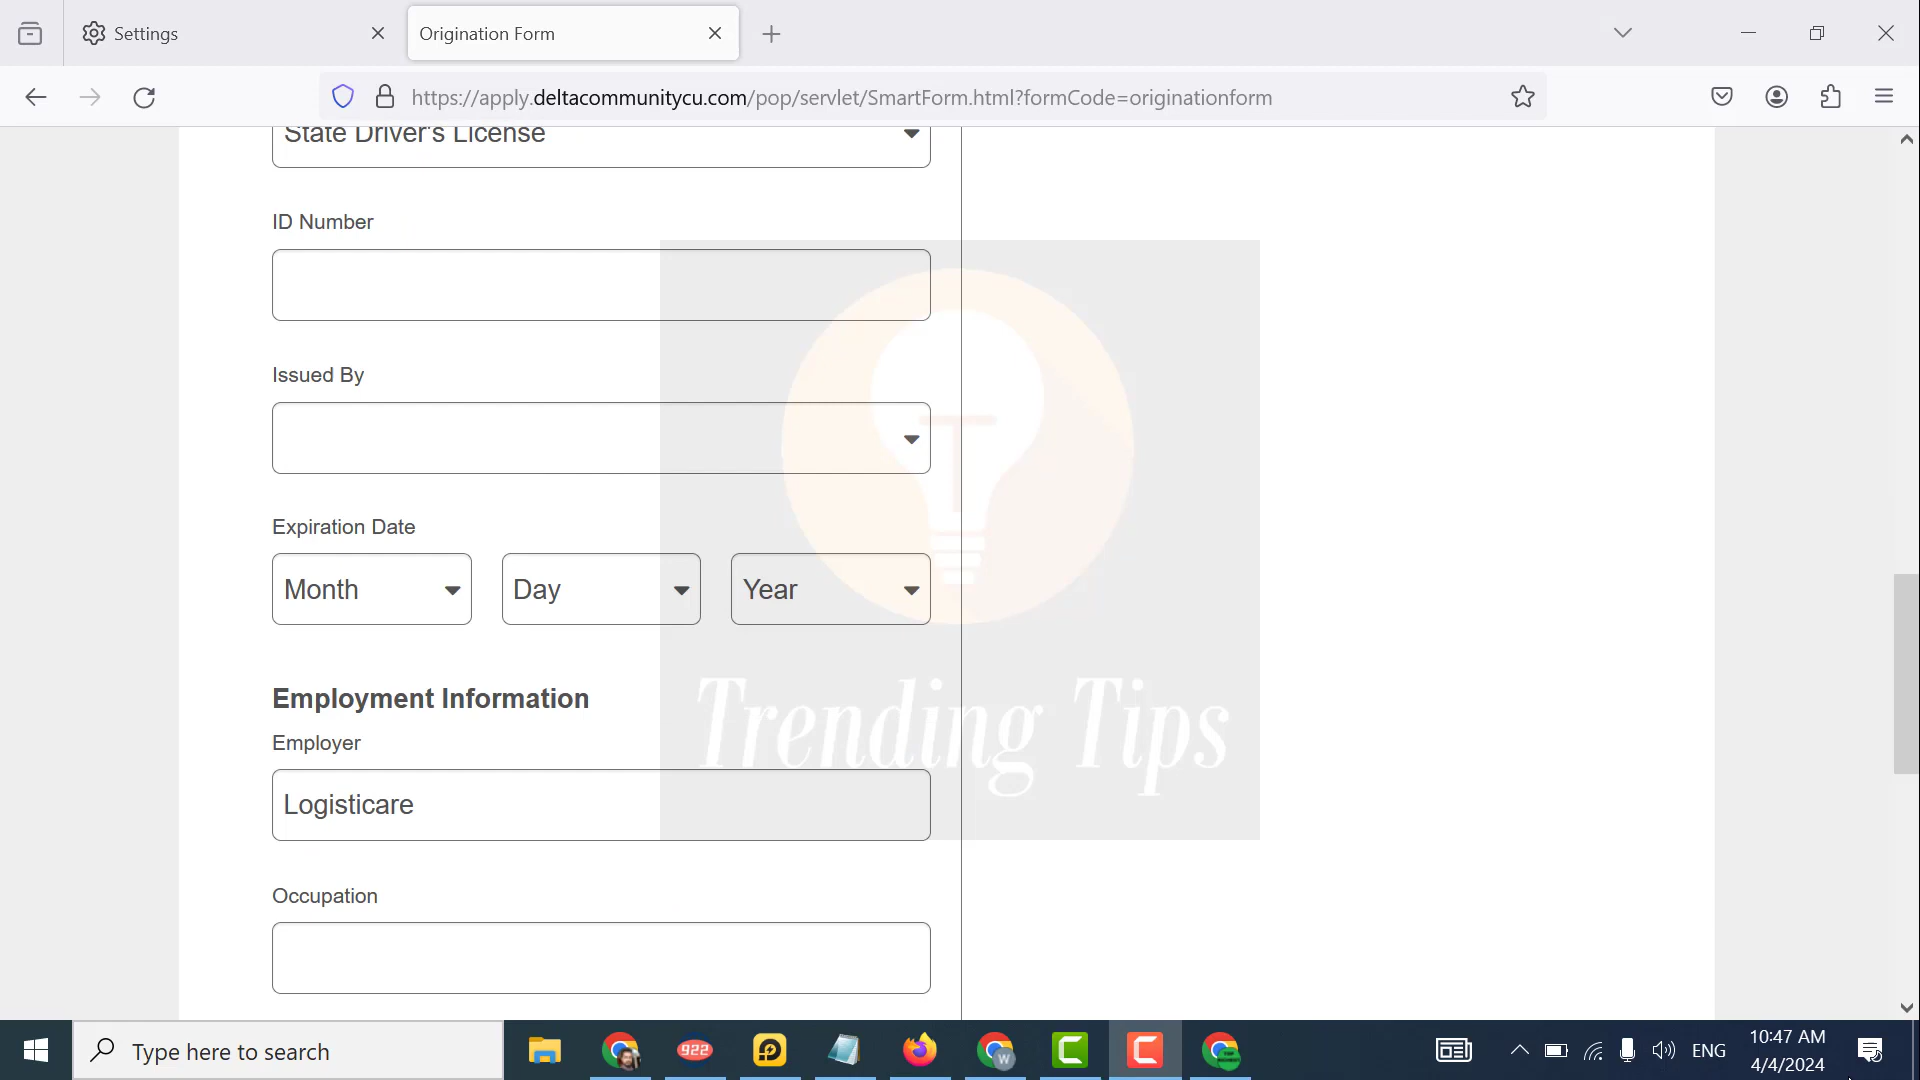 Settings
Origination Form
https://apply.deltacommunitycu.com/pop/servlet/SmartForm.html?formCode=originationform
State Driver's License
ID Number
Issued By
Expiration Date
Month
Day
Year
Employment Information
Employer
Logisticare
Occupation
T
Trending Tips
Type here to search
922
W
ENG
10:47 AM
4/4/2024